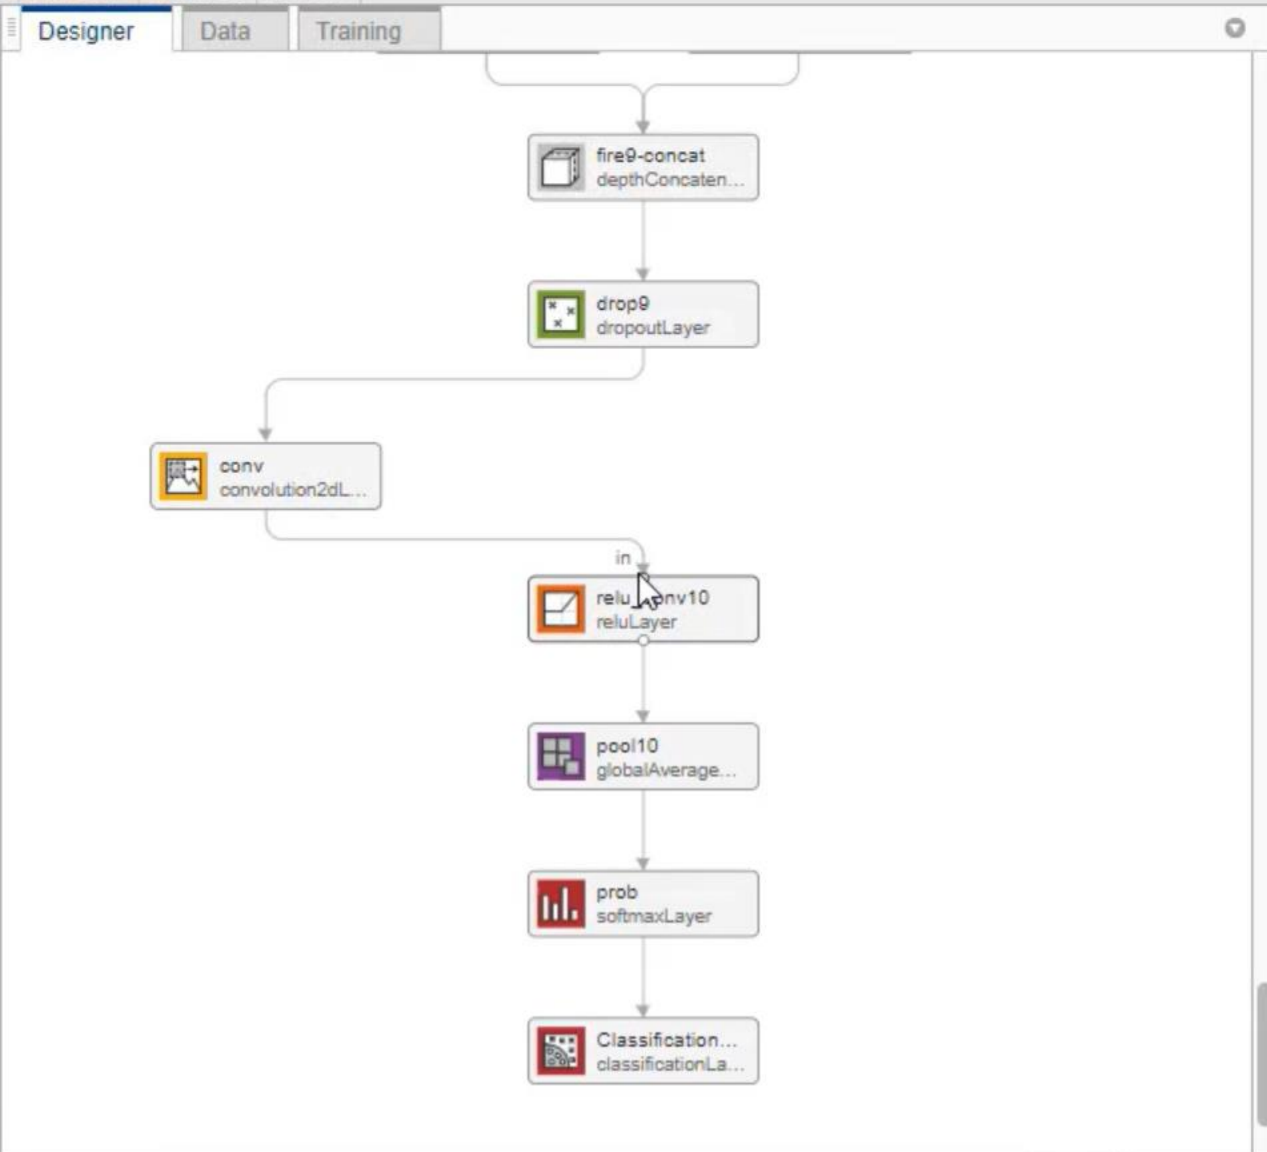 Designer Data Training
fire9-concat
depthConcaten...
drop9
dropoutLayer
conv
convolution2dL...
in
reluLayer
pool10
globalAverage...
prob
softmaxLayer
Classification...
classificationLa...